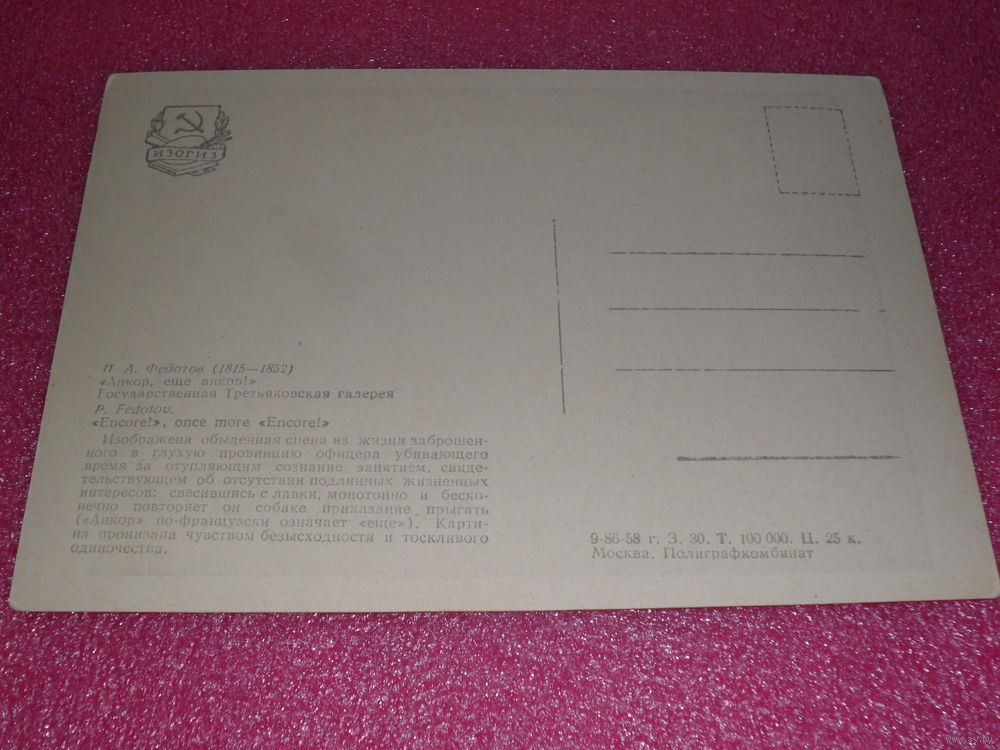 ИЗОГИЗ
П А. Федотов (1815—1852)
«Анкор, еще анкор!»
Государственная Третьяковская галерея
P. Fedotov.
«Encore!», once more «Encore!»
Изображена обыденная сцена из жизни заброшен-
ного в глухую провинцию офицера убивающего
время за отупляющим сознание занятием, свиде-
тельствующем об отсутствии подлинных жизненных
интересов: свесившись с лавки, монотонно и беско-
нечно повторяет он собаке приказание прыгать
(«Анкор» по-французски означает «еще»). Карти-
на пронизана чувством безысходности и тоскливого
одиночества.
9-86-58 г. З. 30. Т. 100 000. Ц. 25 к.
Москва. Полиграфкомбинат
www.ay.by